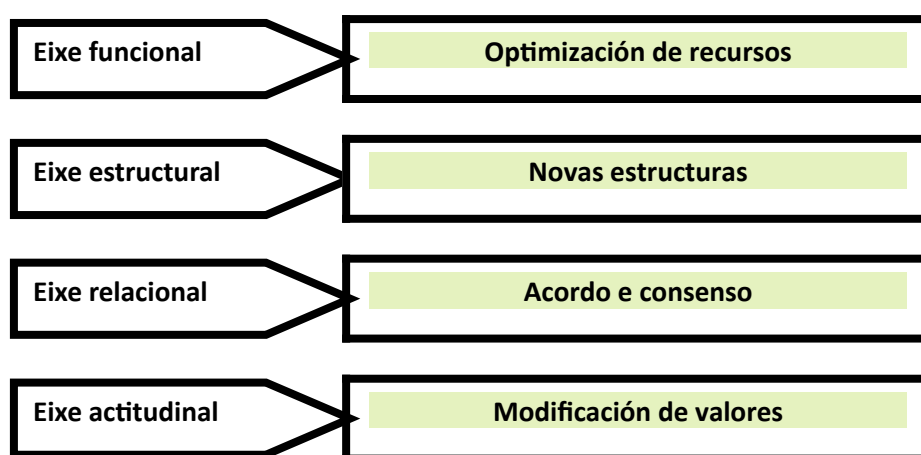 Eixe funcional
Optimización de recursos
Eixe estructural
Novas estructuras
Eixe relacional
Acordo e consenso
Eixe actitudinal
Modificación de valores